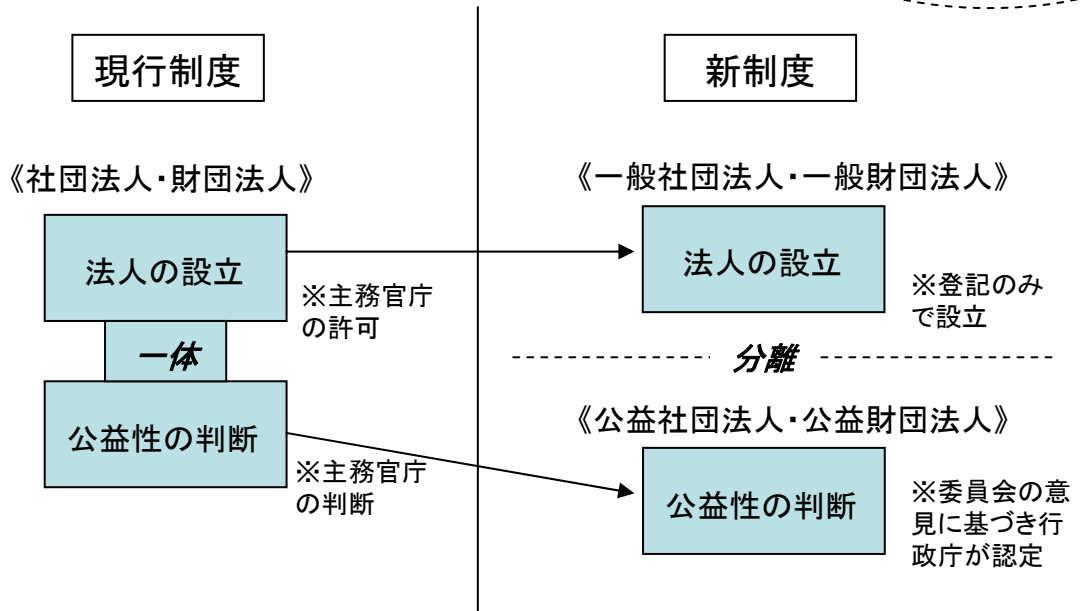 現行制度
《社団法人・財団法人》
法人の設立
※主務官庁
の許可
一体
公益性の判断
※主務官庁
の判断
新制度
《一般社団法人・一般財団法人》
法人の設立
※登記のみ
で設立
分離
《公益社団法人・公益財団法人》
公益性の判断
※委員会の意
見に基づき行
政庁が認定